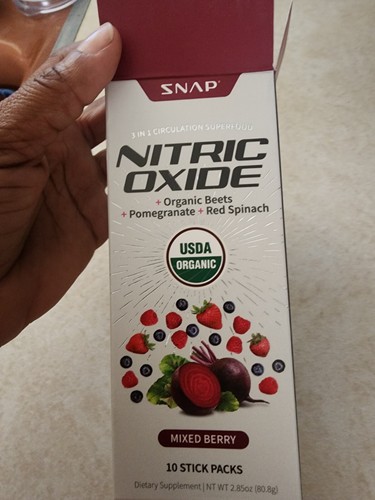 SNAP
3 IN 1 CIRCULATION SUPERFOOD
NITRIC
OXIDE
+ Organic Beets
+ Pomegranate + Red Spinach
USDA
ORGANIC
MIXED BERRY
10 STICK PACKS
Dietary Supplement | NT WT 2.85oz (80.8g)